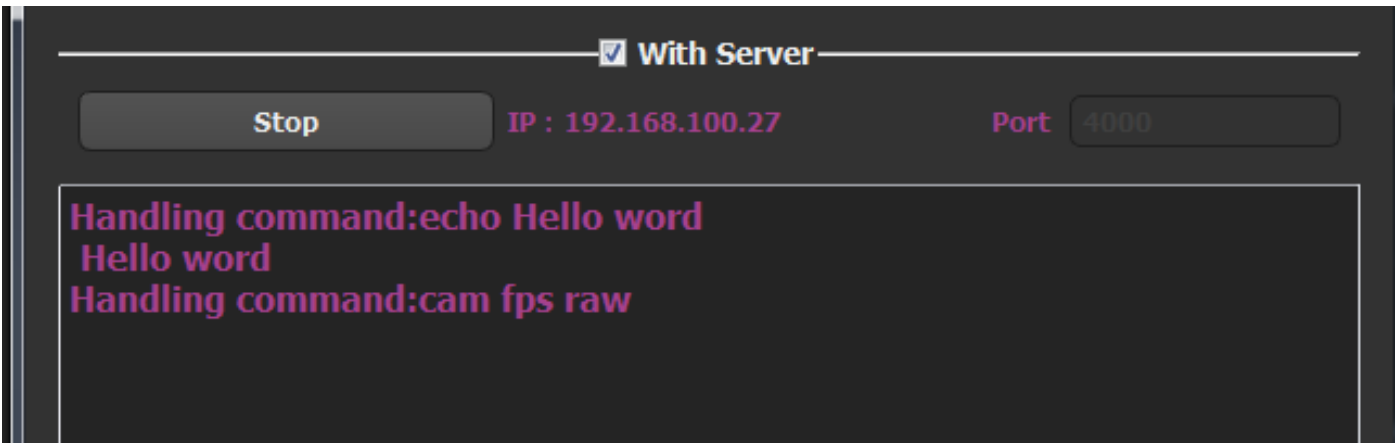 With Server
Stop IP : 192.168.100.27 Port 4000
Handling command:echo Hello word
Hello word
Handling command:cam fps raw